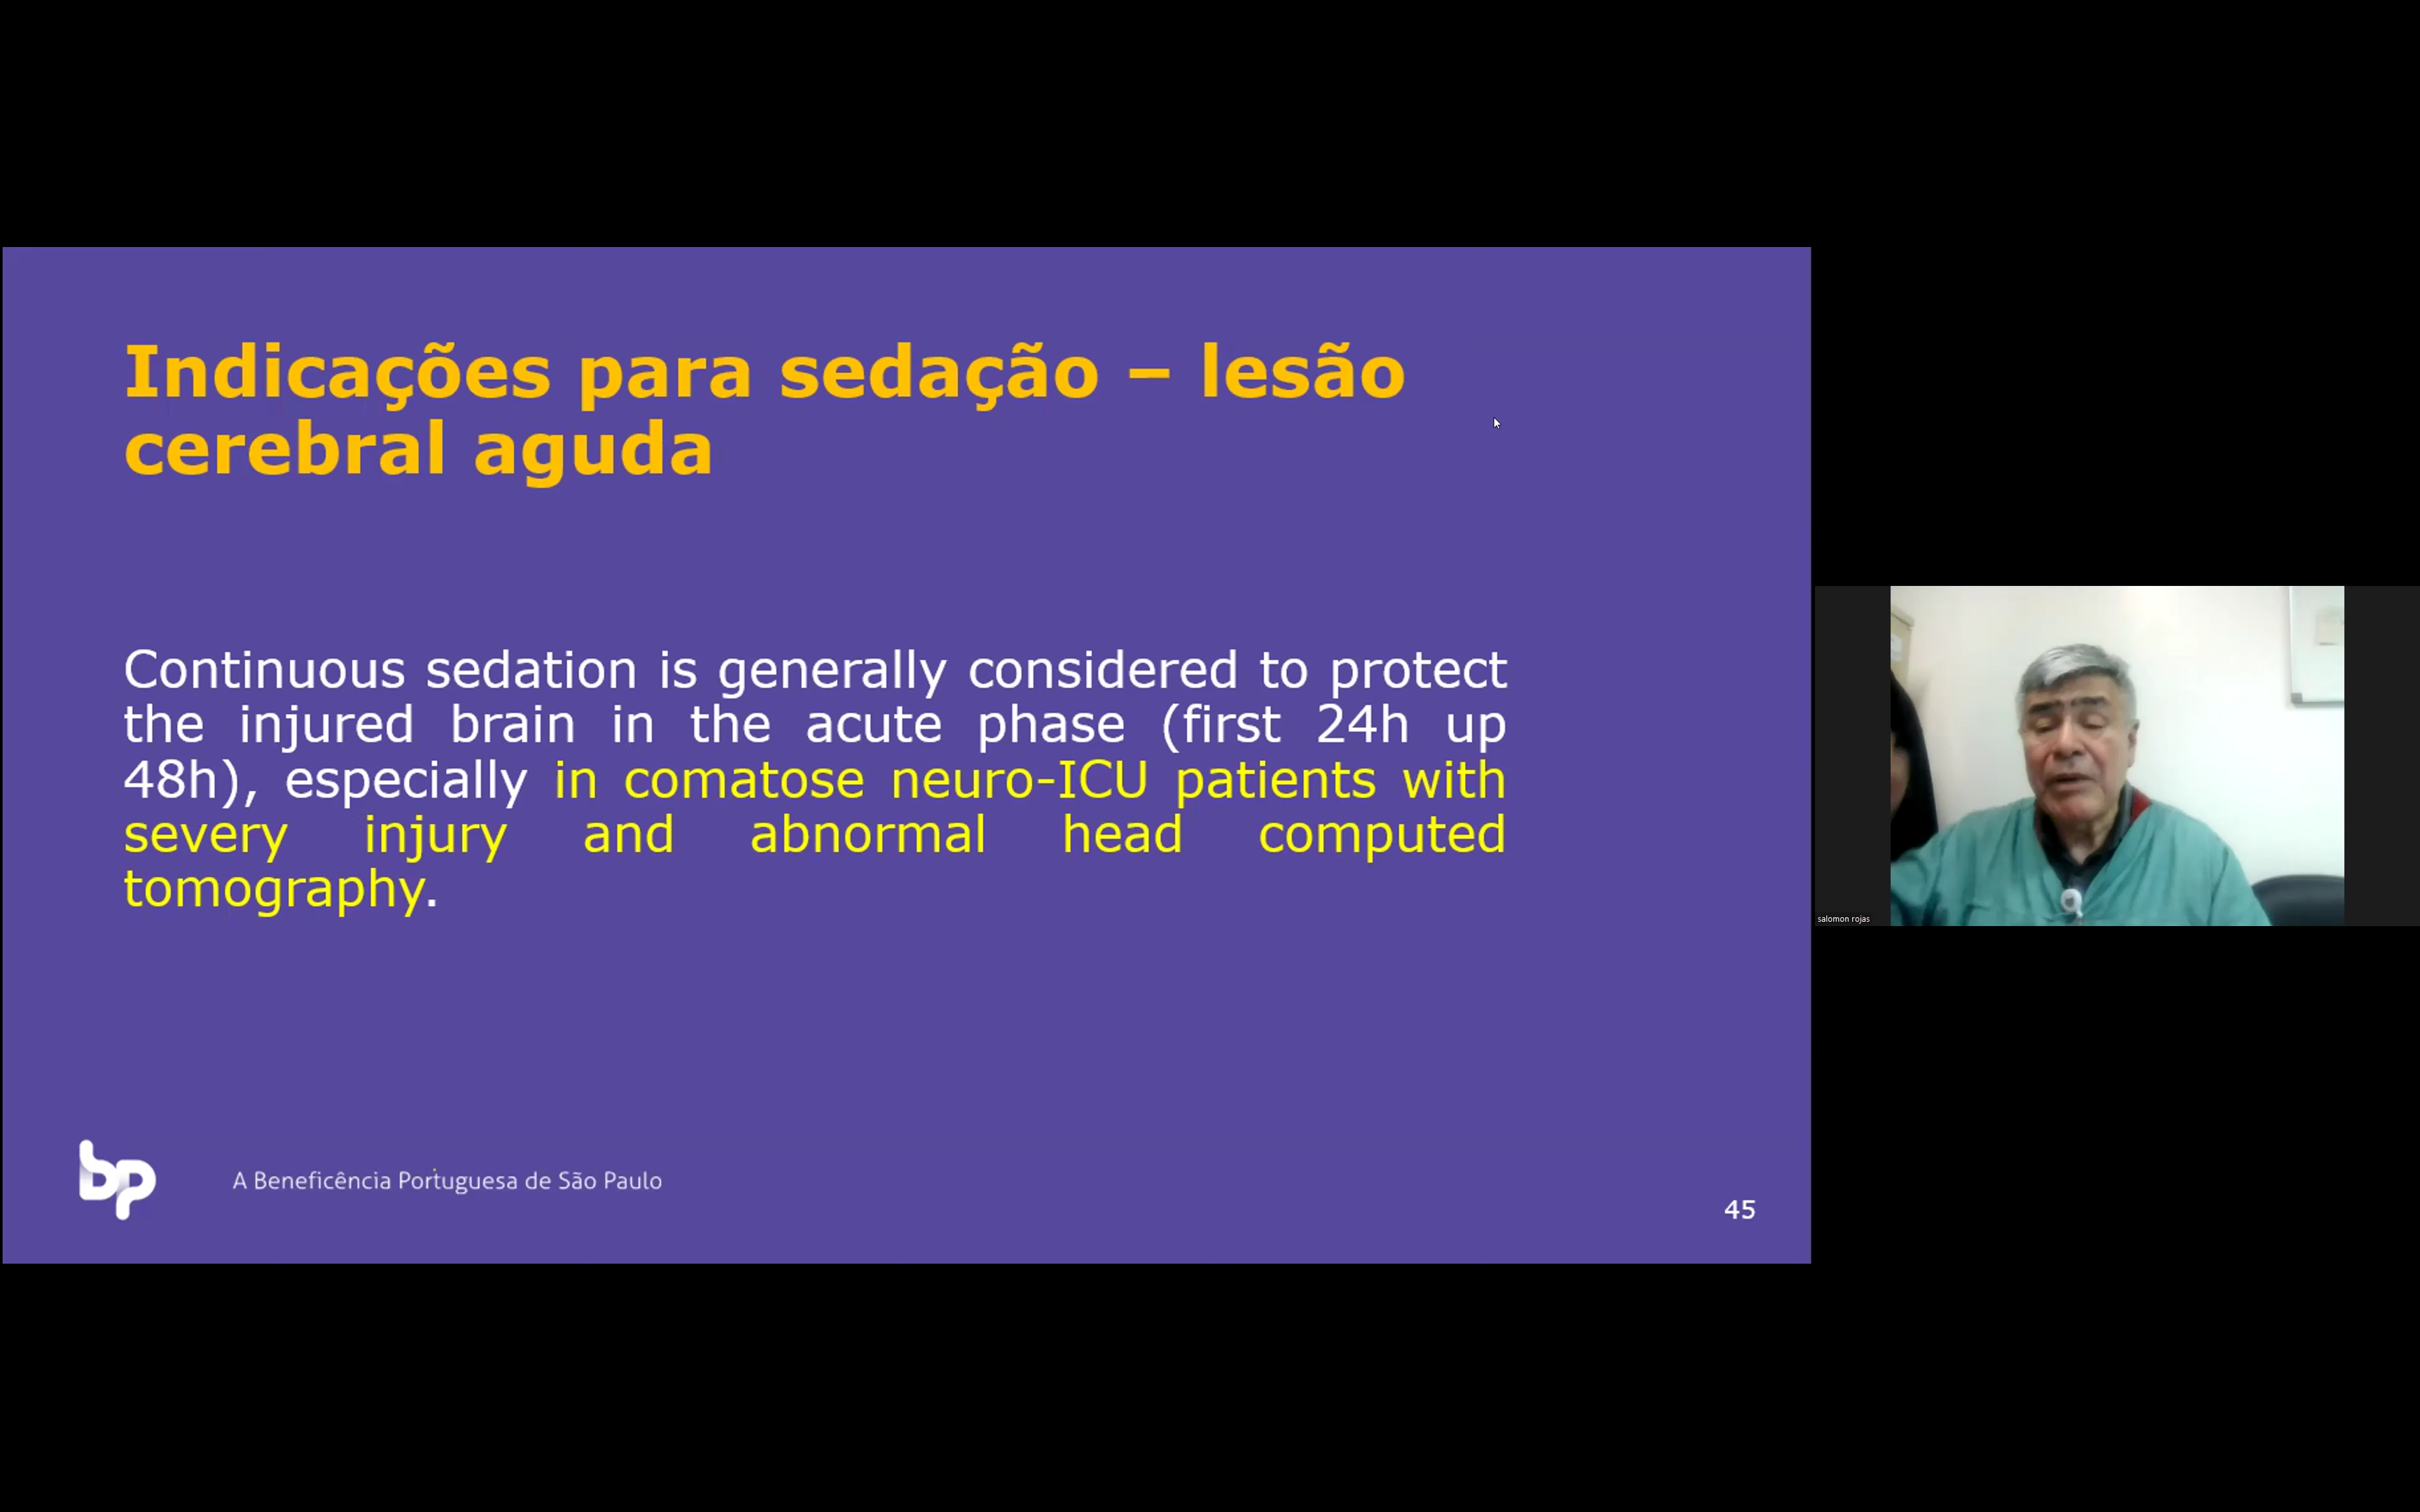 Indicações para sedação – lesão
cerebral aguda
Continuous sedation is generally considered to protect
the injured brain in the acute phase (first 24h up
48h), especially in comatose neuro-ICU patients with
severy injury and abnormal head computed
tomography.
bp
A Beneficência Portuguesa de São Paulo
45
salomon rojas